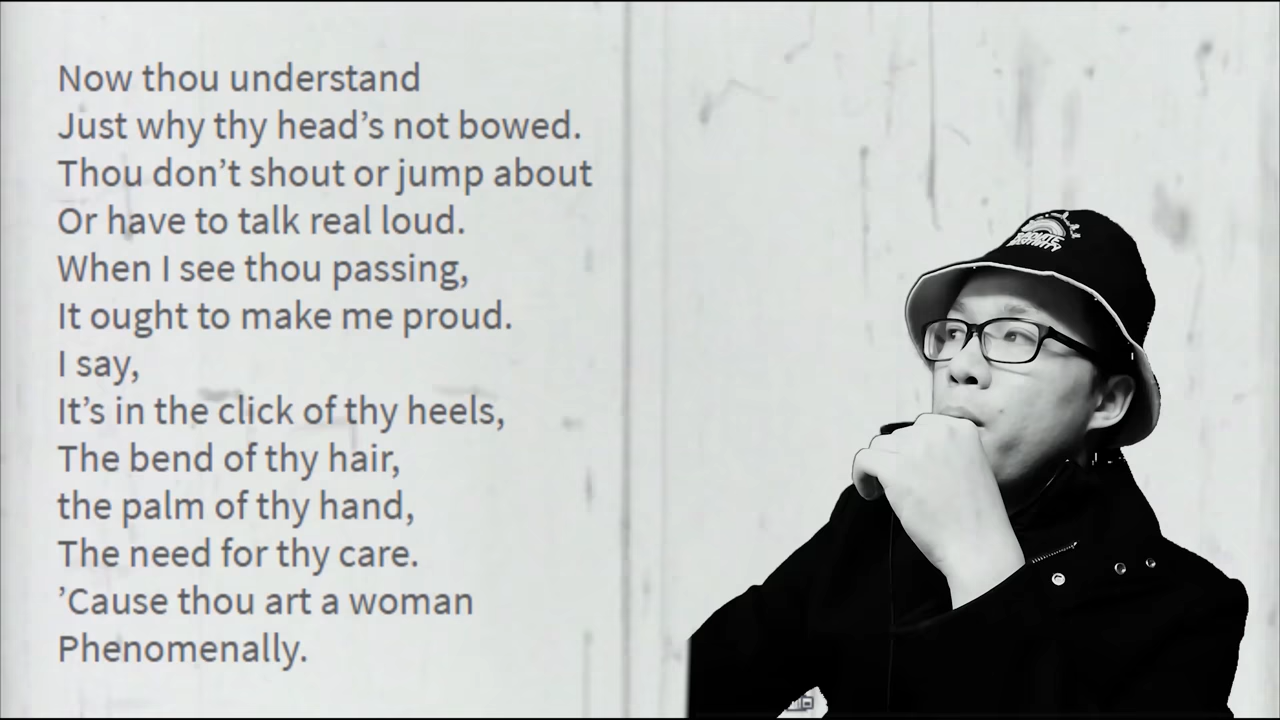 Now thou understand
Just why thy head’s not bowed.
Thou don’t shout or jump about
Or have to talk real loud.
When I see thou passing,
It ought to make me proud.
I say,
It’s in the click of thy heels,
The bend of thy hair,
the palm of thy hand,
The need for thy care.
’Cause thou art a woman
Phenomenally.